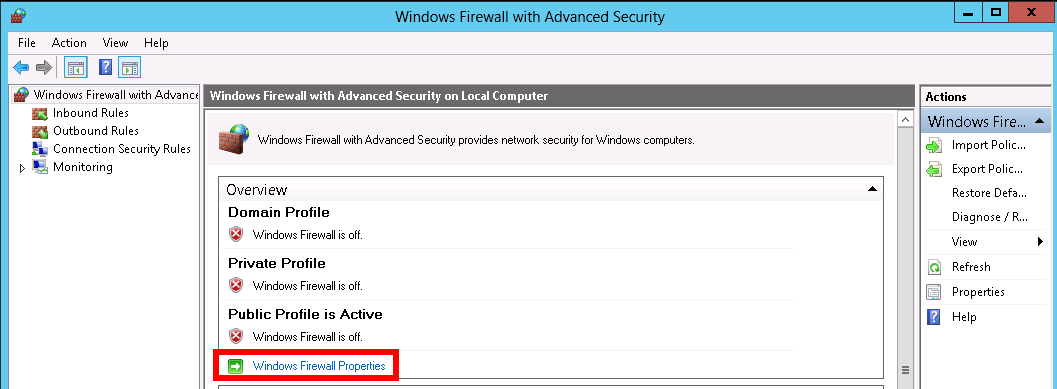 Windows Firewall with Advanced Security
File Action View Help
Windows Firewall with Advance
Inbound Rules
Outbound Rules
Connection Security Rules
Monitoring
Windows Firewall with Advanced Security on Local Computer
Windows Firewall with Advanced Security provides network security for Windows computers.
Overview
Domain Profile
Windows Firewall is off.
Private Profile
Windows Firewall is off.
Public Profile is Active
Windows Firewall is off.
Windows Firewall Properties
Actions
Windows Fire...
Import Polic...
Export Polic...
Restore Defa...
Diagnose / R...
View
Refresh
Properties
Help